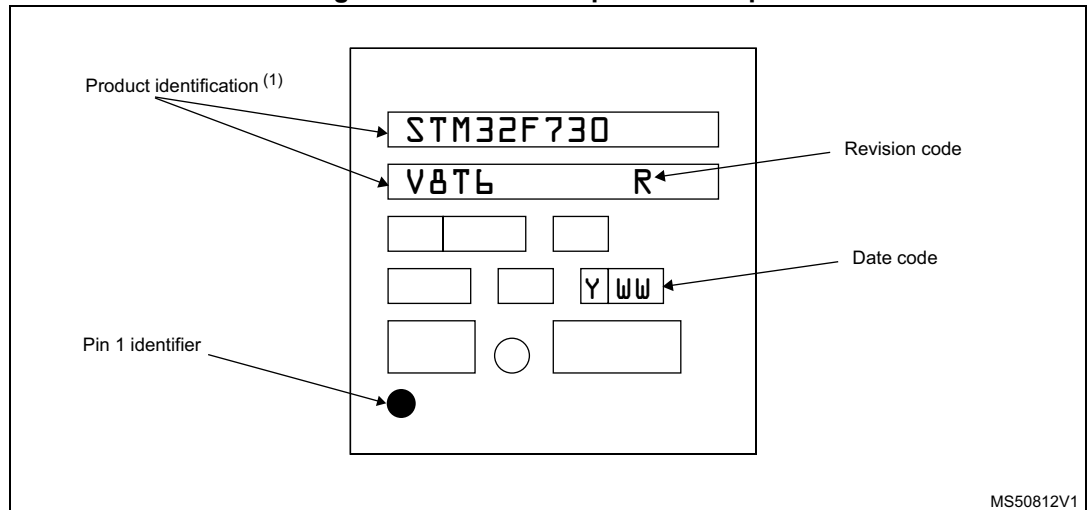 Product identification (1)
STM32F730
Revision code
V8T6 R
Date code
Y WW
Pin 1 identifier
MS50812V1